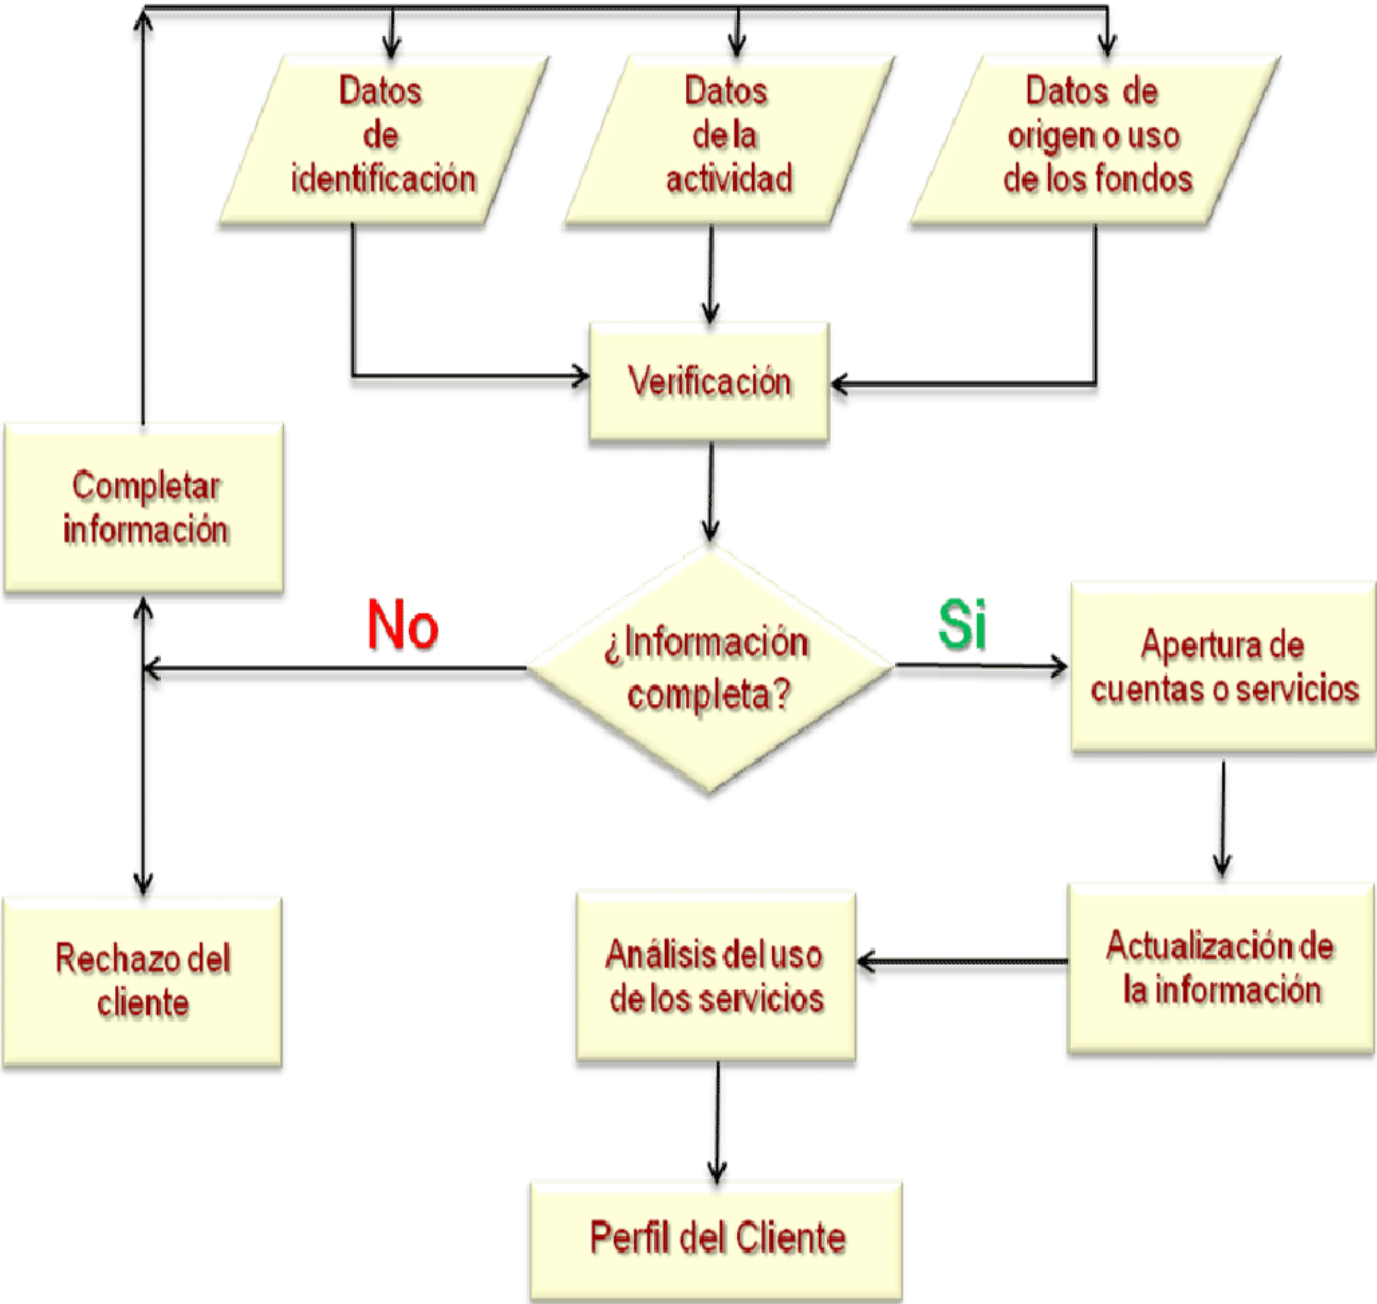 Datos
de
identificación
Datos
de la
actividad
Datos de
origen o uso
de los fondos
Verificación
Completar
información
No
¿Información
completa?
Si
Apertura de
cuentas o servicios
Rechazo del
cliente
Análisis del uso
de los servicios
Actualización de
la información
Perfil del Cliente